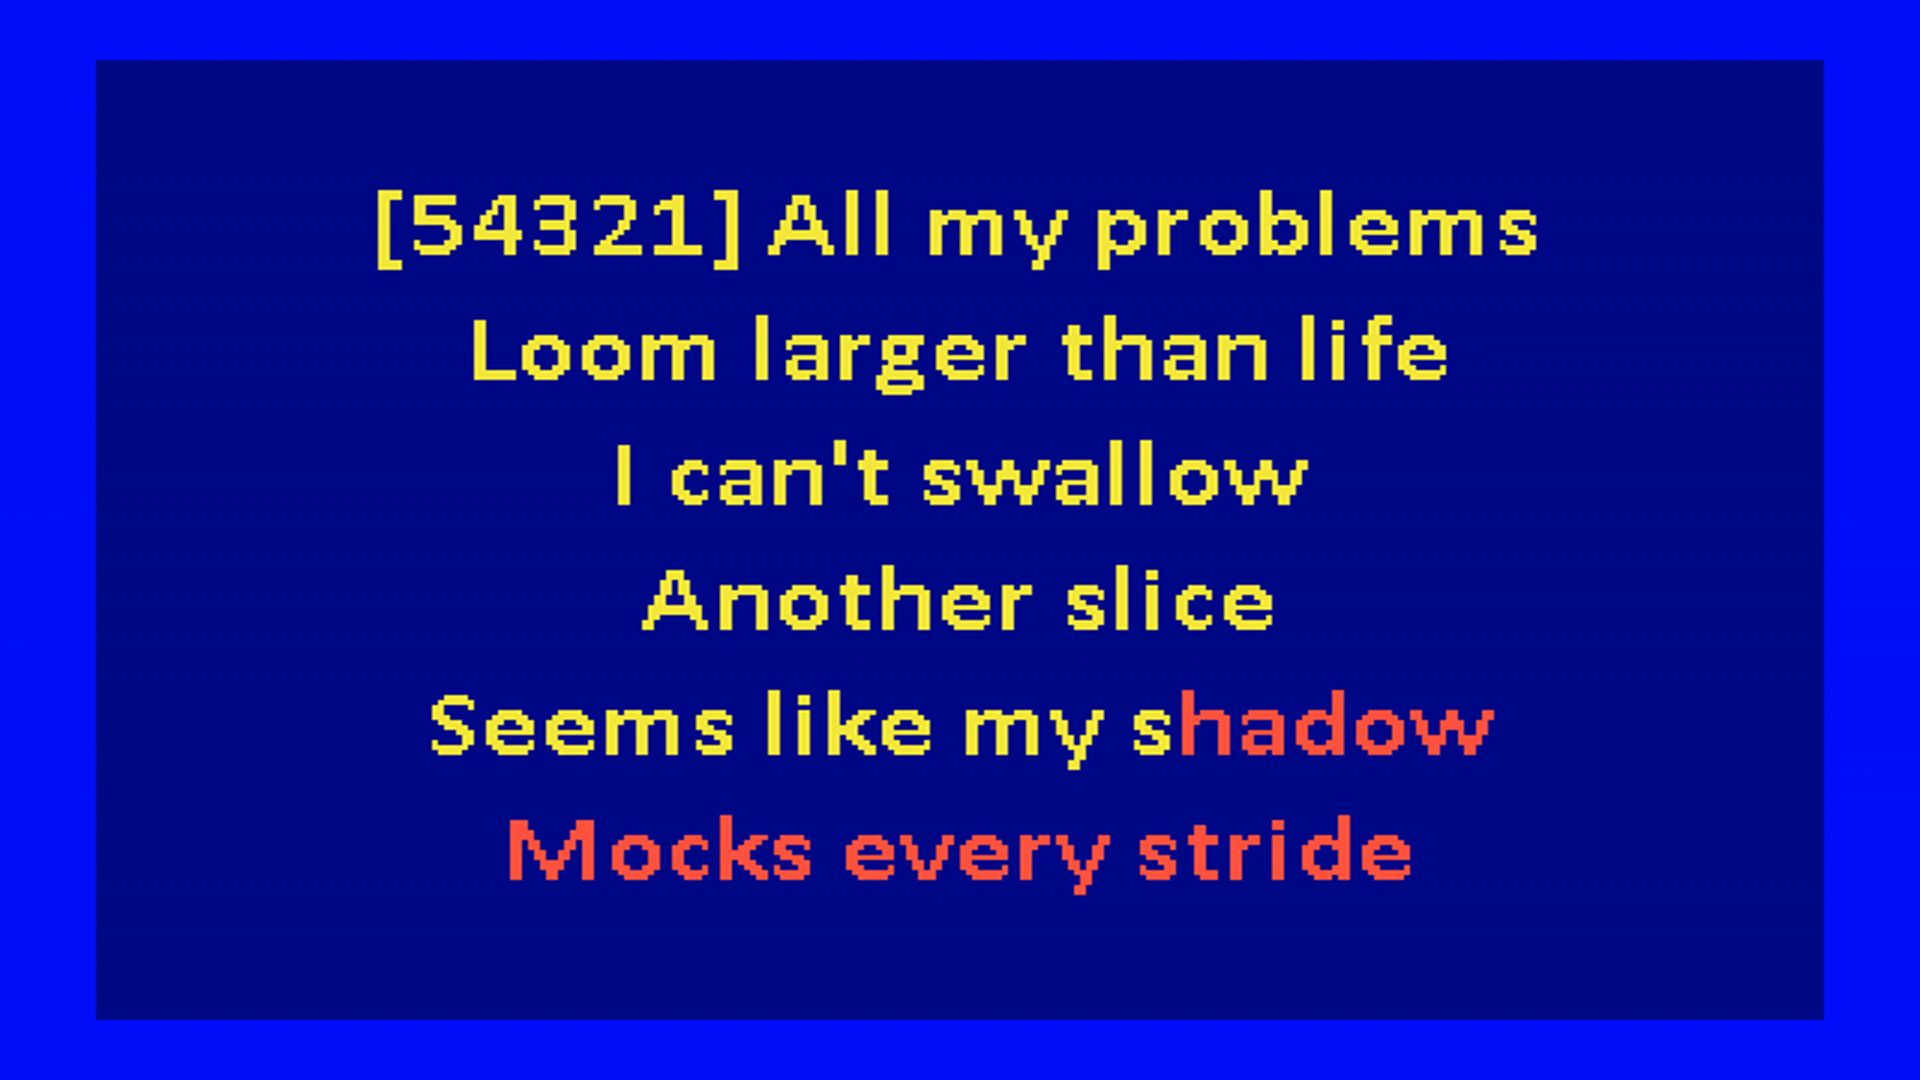 [54321] All my problems
Loom larger than life
I can't swallow
Another slice
Seems like my shadow
Mocks every stride